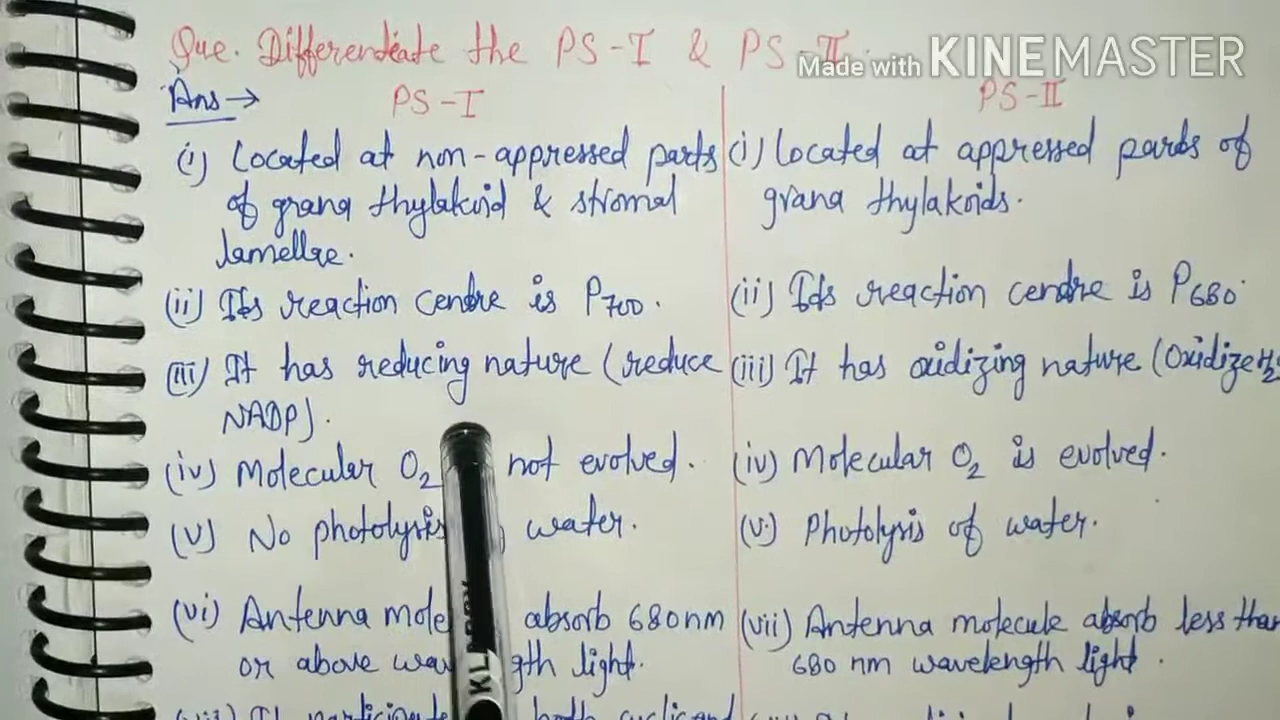 Que. Differentiate the PS-I & PS-II.
Made with KINEMASTER
Ans →
PS-I
PS-II
(i) Located at non-appressed parts
of grana thylakoid & stromal
lamellae.
(i) Located at appressed parts of
grana thylakoids.
(ii) Its reaction centre is P700.
(ii) Its reaction centre is P680.
(iii) It has reducing nature (reduce
NADP).
(iii) It has oxidizing nature (Oxidize
(iv) Molecular O2 not evolved.
(iv) Molecular O2 is evolved.
(v) No photolysis water.
(v) Photolysis of water.
(vi) Antenna absorb 680nm
or above light.
(vii) Antenna molecule absorb less than
680 nm wavelength light.